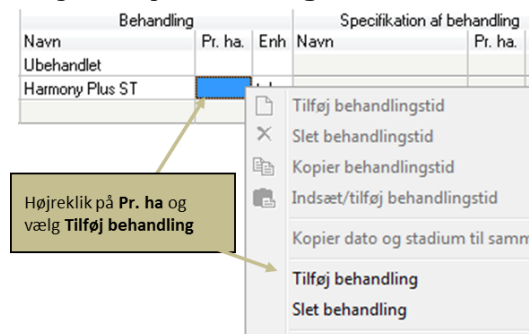 Behandling Specifikation af behandling
Navn Pr. ha. Enh Navn Pr. ha.
Ubehandlet
Harmony Plus ST
Tilføj behandlingstid
Slet behandlingstid
Kopier behandlingstid
Indsæt/tilføj behandlingstid
Kopier dato og stadium til
Højreklik på Pr. ha og
vælg Tilføj behandling
Tilføj behandling
Slet behandling